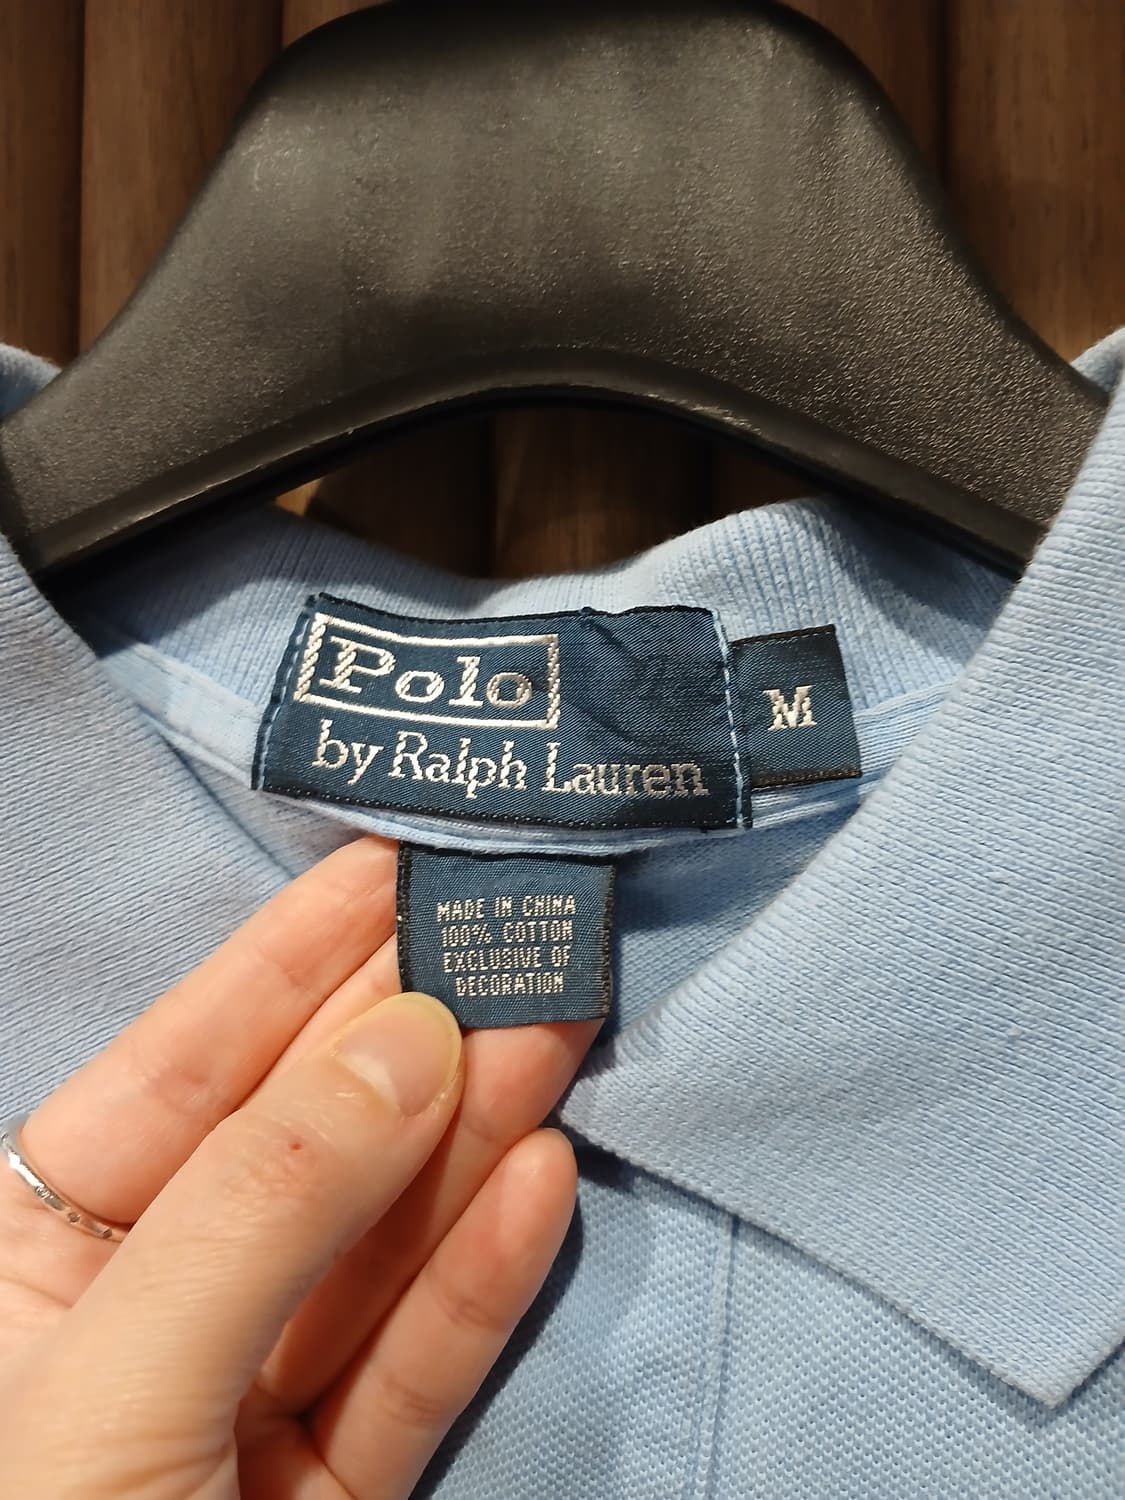 Polo
by Ralph Lauren
M
MADE IN CHINA
100% COTTON
EXCLUSIVE OF
DECORATION